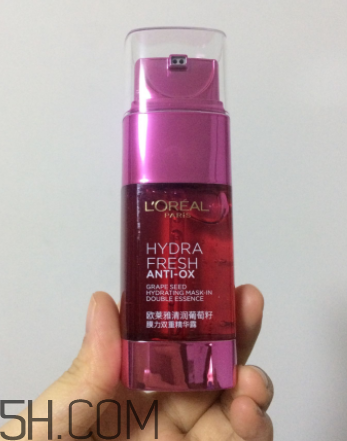 L'ORÉAL
PARIS
HYDRA
FRESH
ANTI-OX
GRAPE SEED
HYDRATING MASK-IN
DOUBLE ESSENCE
欧莱雅清润葡萄籽
膜力双重精华露
5H.COM